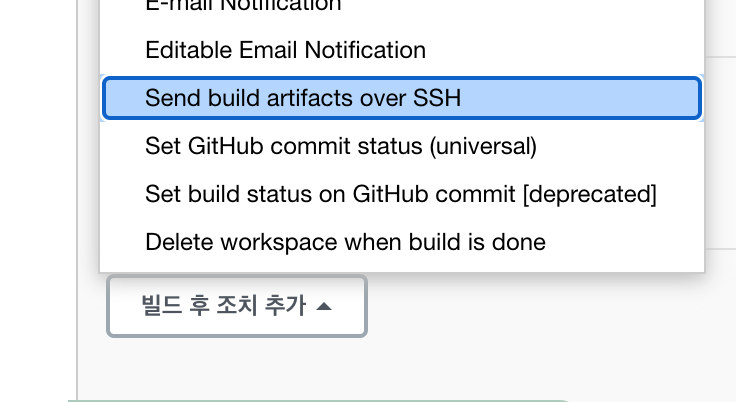 E-mail Notification
Editable Email Notification
Send build artifacts over SSH
Set GitHub commit status (universal)
Set build status on GitHub commit [deprecated]
Delete workspace when build is done
빌드 후 조치 추가